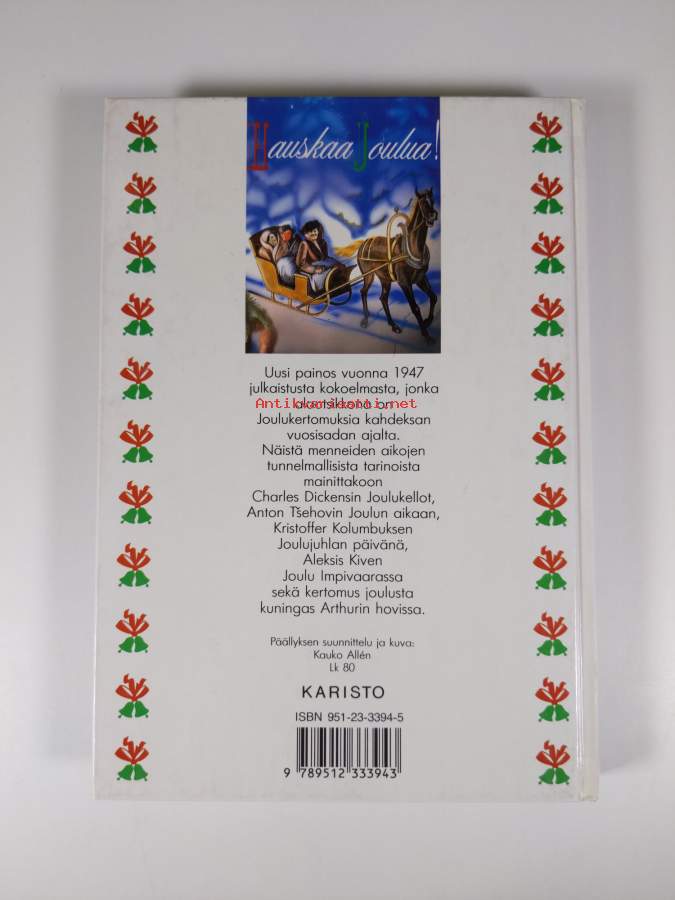 Hauskaa Joulua!
Uusi painos vuonna 1947
julkaistusta kokoelmasta, jonka
Antikvariaatti.net
alaotsikkona on
Joulukertomuksia kahdeksan
vuosisadan ajalta.
Näistä menneiden aikojen
tunnelmallisista tarinoista
mainittakoon
Charles Dickensin Joulukellot,
Anton Tšehovin Joulun aikaan,
Kristoffer Kolumbuksen
Joulujuhlan päivänä,
Aleksis Kiven
Joulu Impivaarassa
sekä kertomus joulusta
kuningas Arthurin hovissa.
Päällyksen suunnittelu ja kuva:
Kauko Allén
Lk 80
KARISTO
ISBN 951-23-3394-5
9 789512 333943